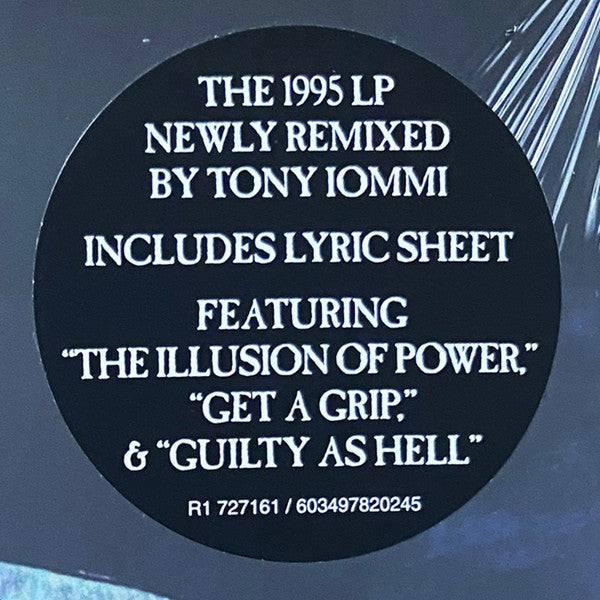 THE 1995 LP
NEWLY REMIXED
BY TONY IOMMI
INCLUDES LYRIC SHEET
FEATURING
“THE ILLUSION OF POWER,”
“GET A GRIP,”
& “GUILTY AS HELL”
R1 727161 / 603497820245